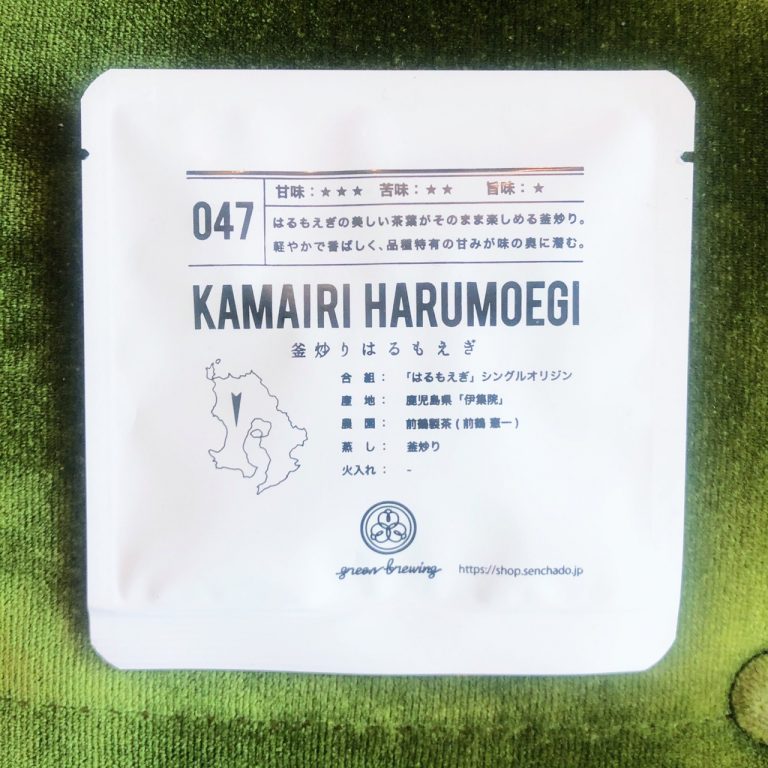 047
甘味：★★★ 苦味：★★ 旨味：★
はるもえぎの美しい茶葉がそのまま楽しめる釜炒り。
軽やかで香ばしく、品種特有の甘みが味の奥に潜む。
KAMAIRI HARUMOEGI
釜炒りはるもえぎ
合組：「はるもえぎ」シングルオリジン
産地：鹿児島県「伊集院」
農園：前鶴製茶 ( 前鶴 憲一 )
蒸し：釜炒り
火入れ：-
green brewing
https://shop.senchado.jp